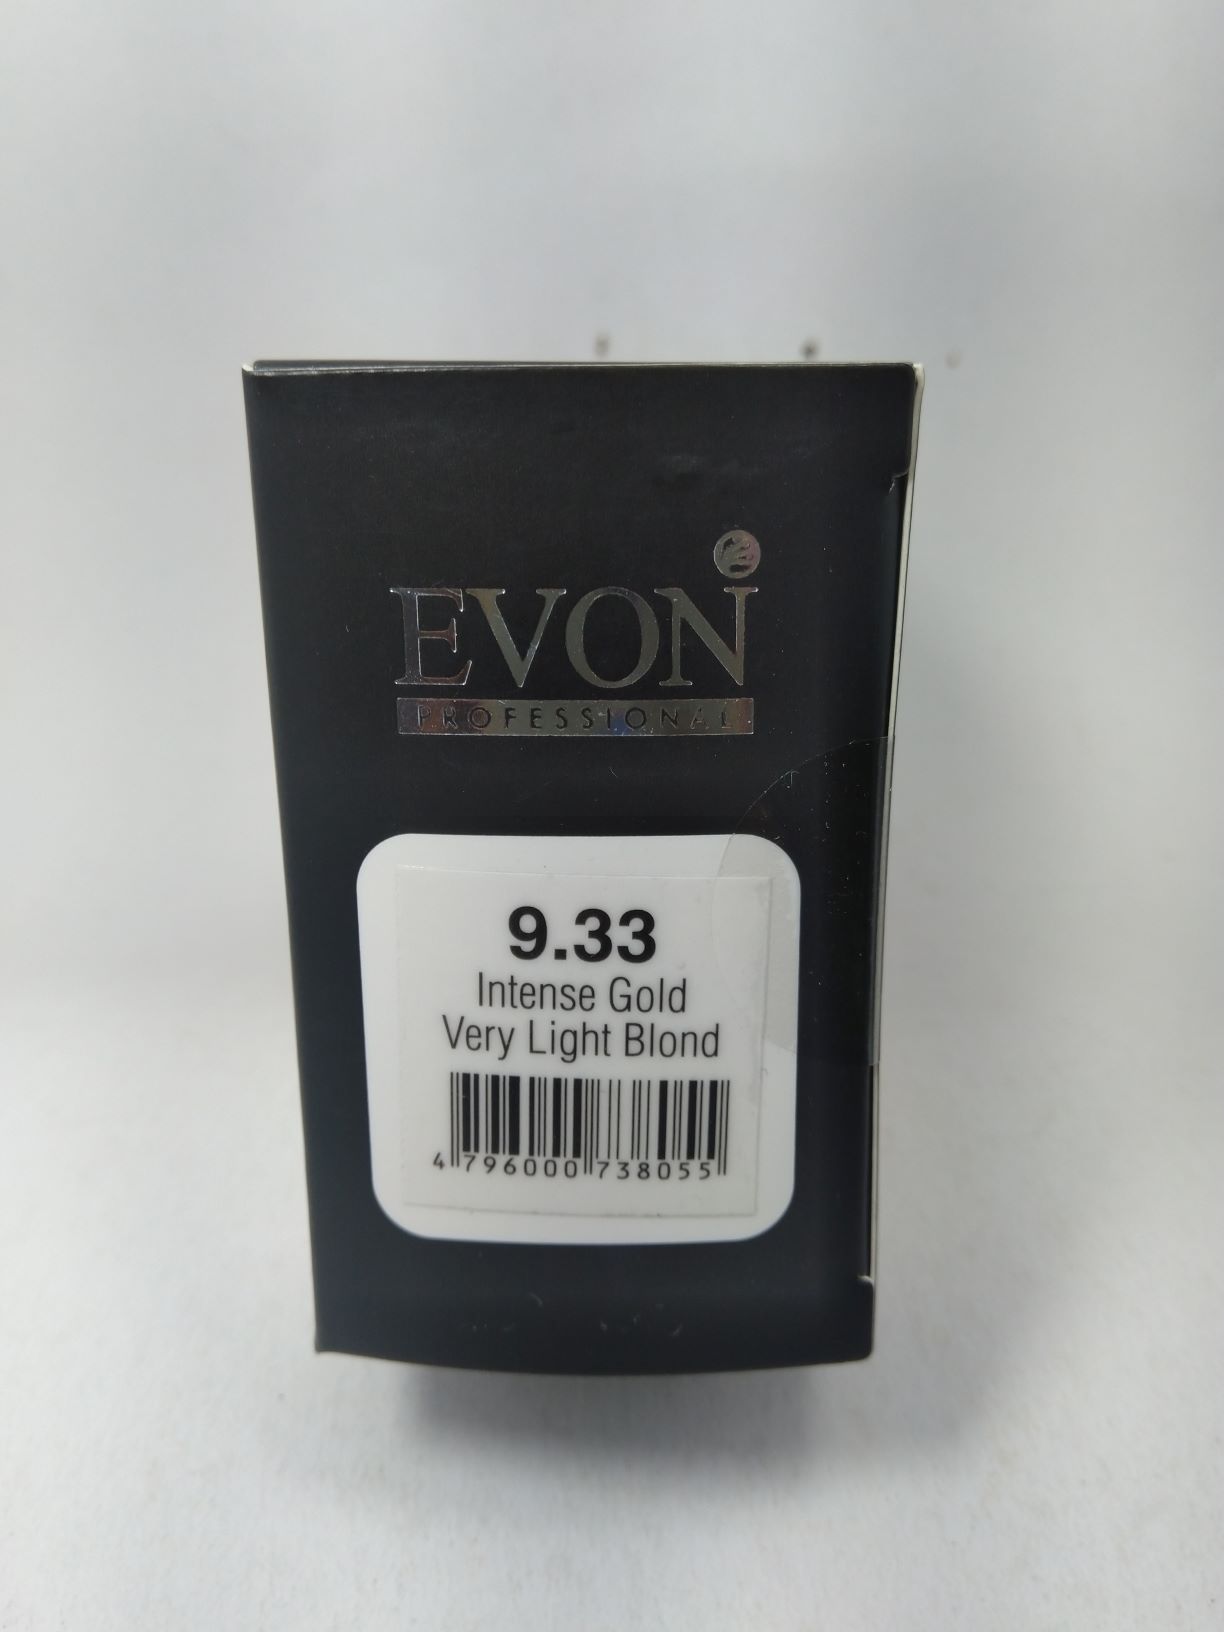 EVON
PROFESSIONAL
9.33
Intense Gold
Very Light Blond
4 796000 738055